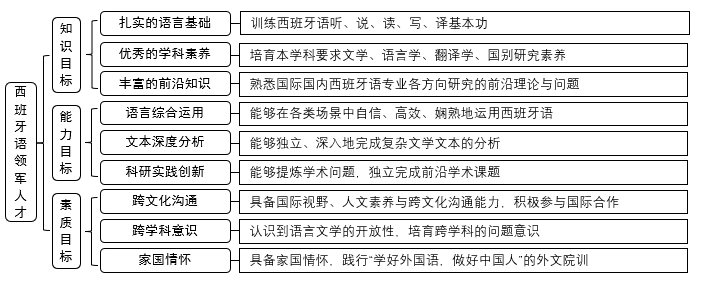 西班牙语领军人才
知识目标
扎实的语言基础
训练西班牙语听、说、读、写、译基本功
优秀的学科素养
培育本学科要求文学、语言学、翻译学、国别研究素养
丰富的前沿知识
熟悉国际国内西班牙语专业各方向研究的前沿理论与问题
能力目标
语言综合运用
能够在各类场景中自信、高效、娴熟地运用西班牙语
文本深度分析
能够独立、深入地完成复杂文学文本的分析
科研实践创新
能够提炼学术问题，独立完成前沿学术课题
素质目标
跨文化沟通
具备国际视野、人文素养与跨文化沟通能力，积极参与国际合作
跨学科意识
认识到语言文学的开放性，培育跨学科的问题意识
家国情怀
具备家国情怀，践行“学好外国语，做好中国人”的外文院训